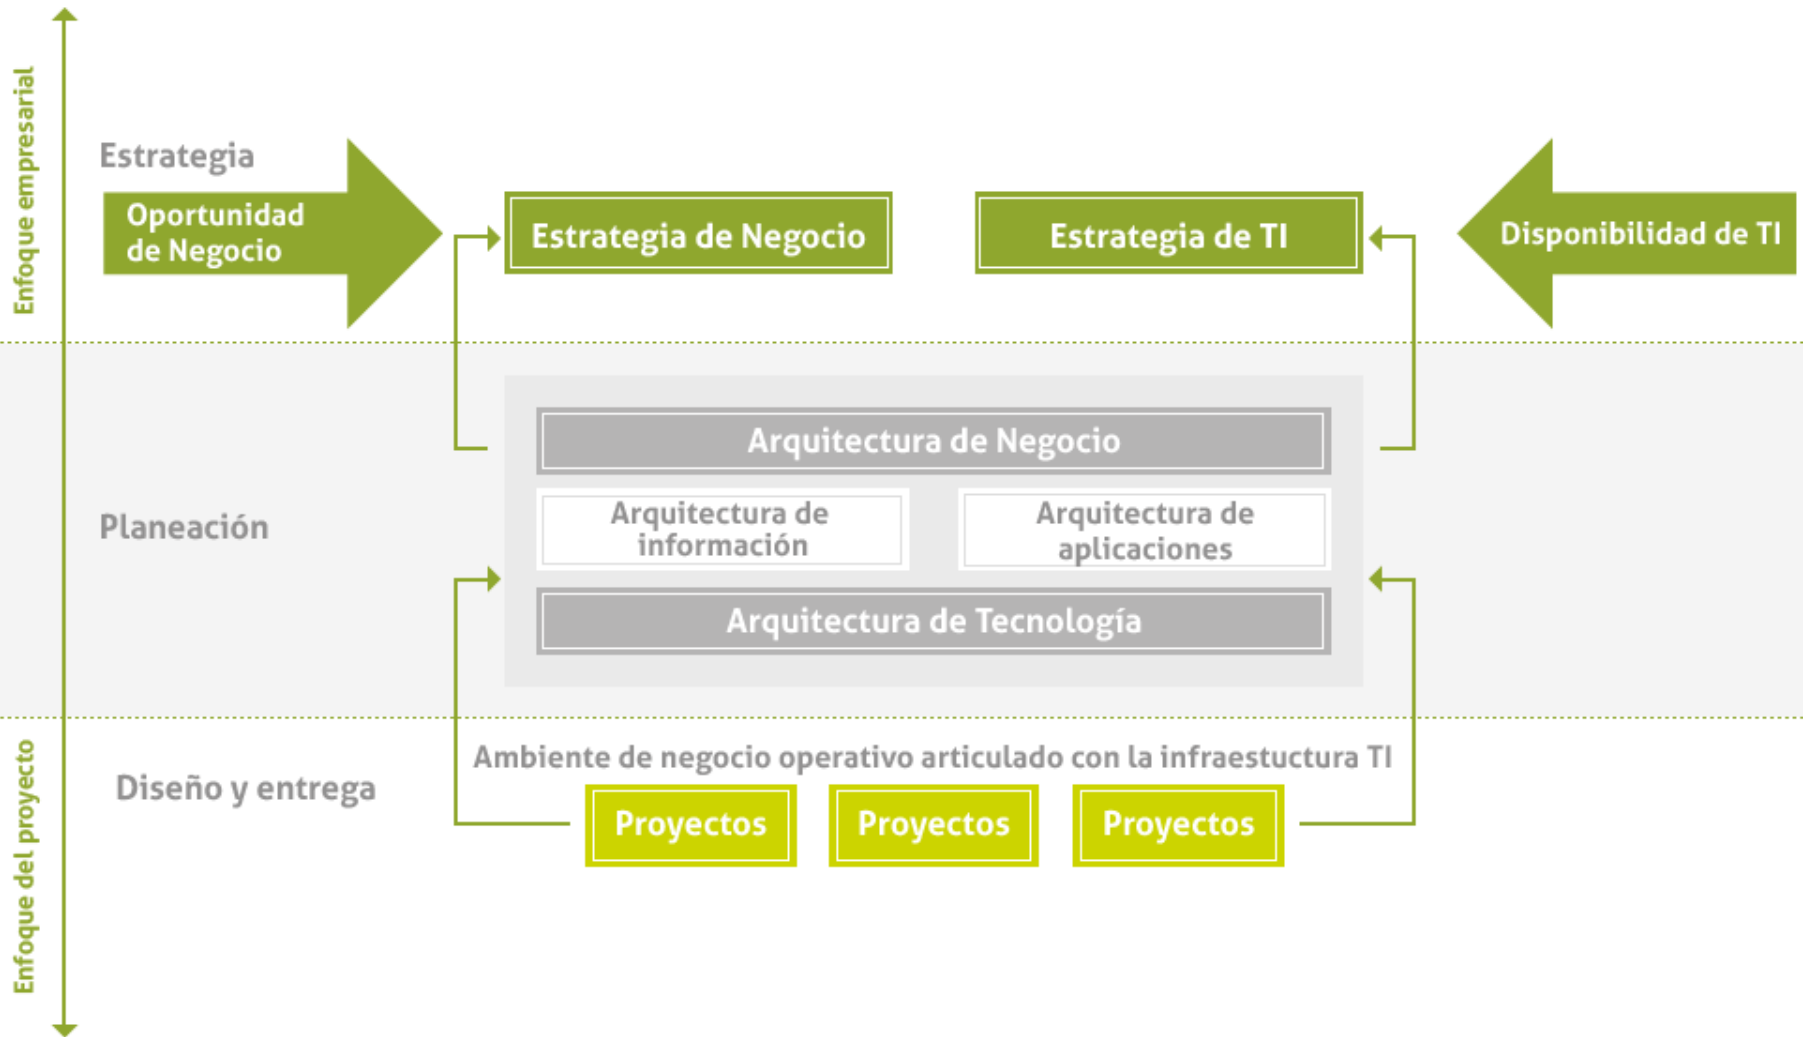 Enfoque empresarial
Estrategia
Oportunidad
de Negocio
Estrategia de Negocio
Estrategia de TI
Disponibilidad de TI
Planeación
Arquitectura de Negocio
Arquitectura de
información
Arquitectura de
aplicaciones
Arquitectura de Tecnología
Enfoque del proyecto
Diseño y entrega
Ambiente de negocio operativo articulado con la infraestuctura TI
Proyectos
Proyectos
Proyectos